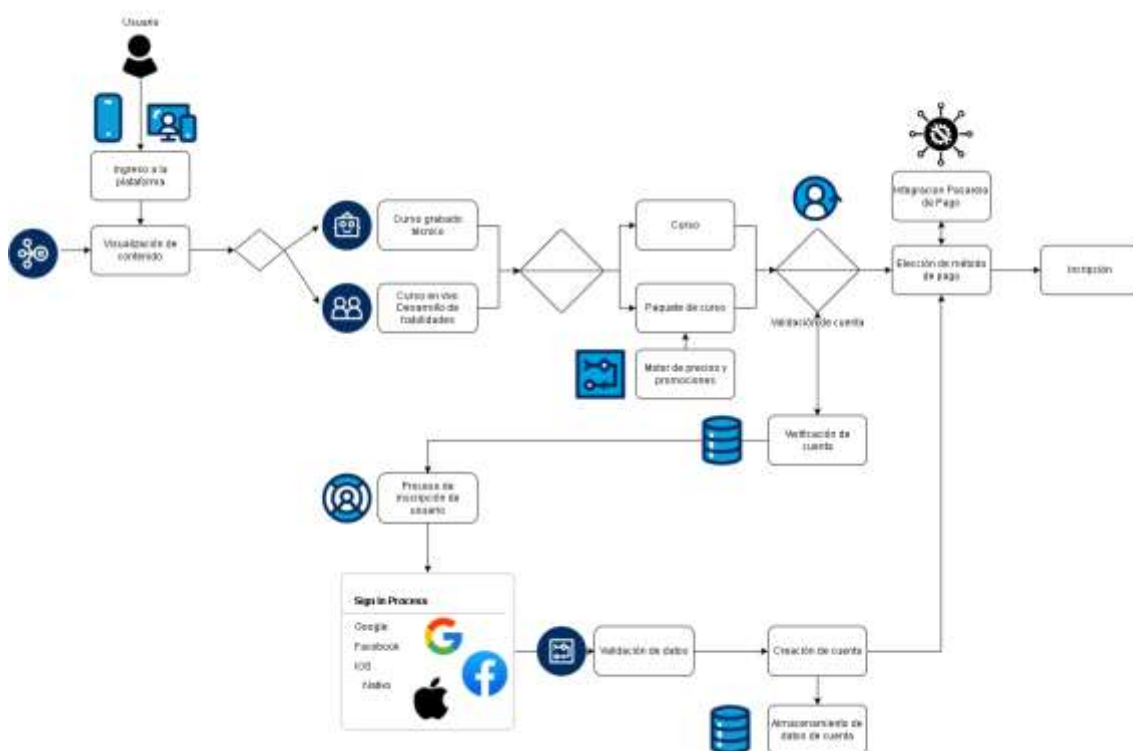 Usuario
Ingreso a la
plataforma
Visualización de
contenido
Curso grabado
técnico
Curso en vivo
Desarrollo de
habilidades
Curso
Paquete de curso
Motor de precios y
promociones
Validación de cuenta
Integracion Pasarela
de Pago
Elección de método
de pago
Incripción
Verificación de
cuenta
Proceso de
inscripción de
usuario
Sign In Process
Google
Facebook
iOS
Nativo
Validación de datos
Creación de cuenta
Almacenamiento de
datos de cuenta